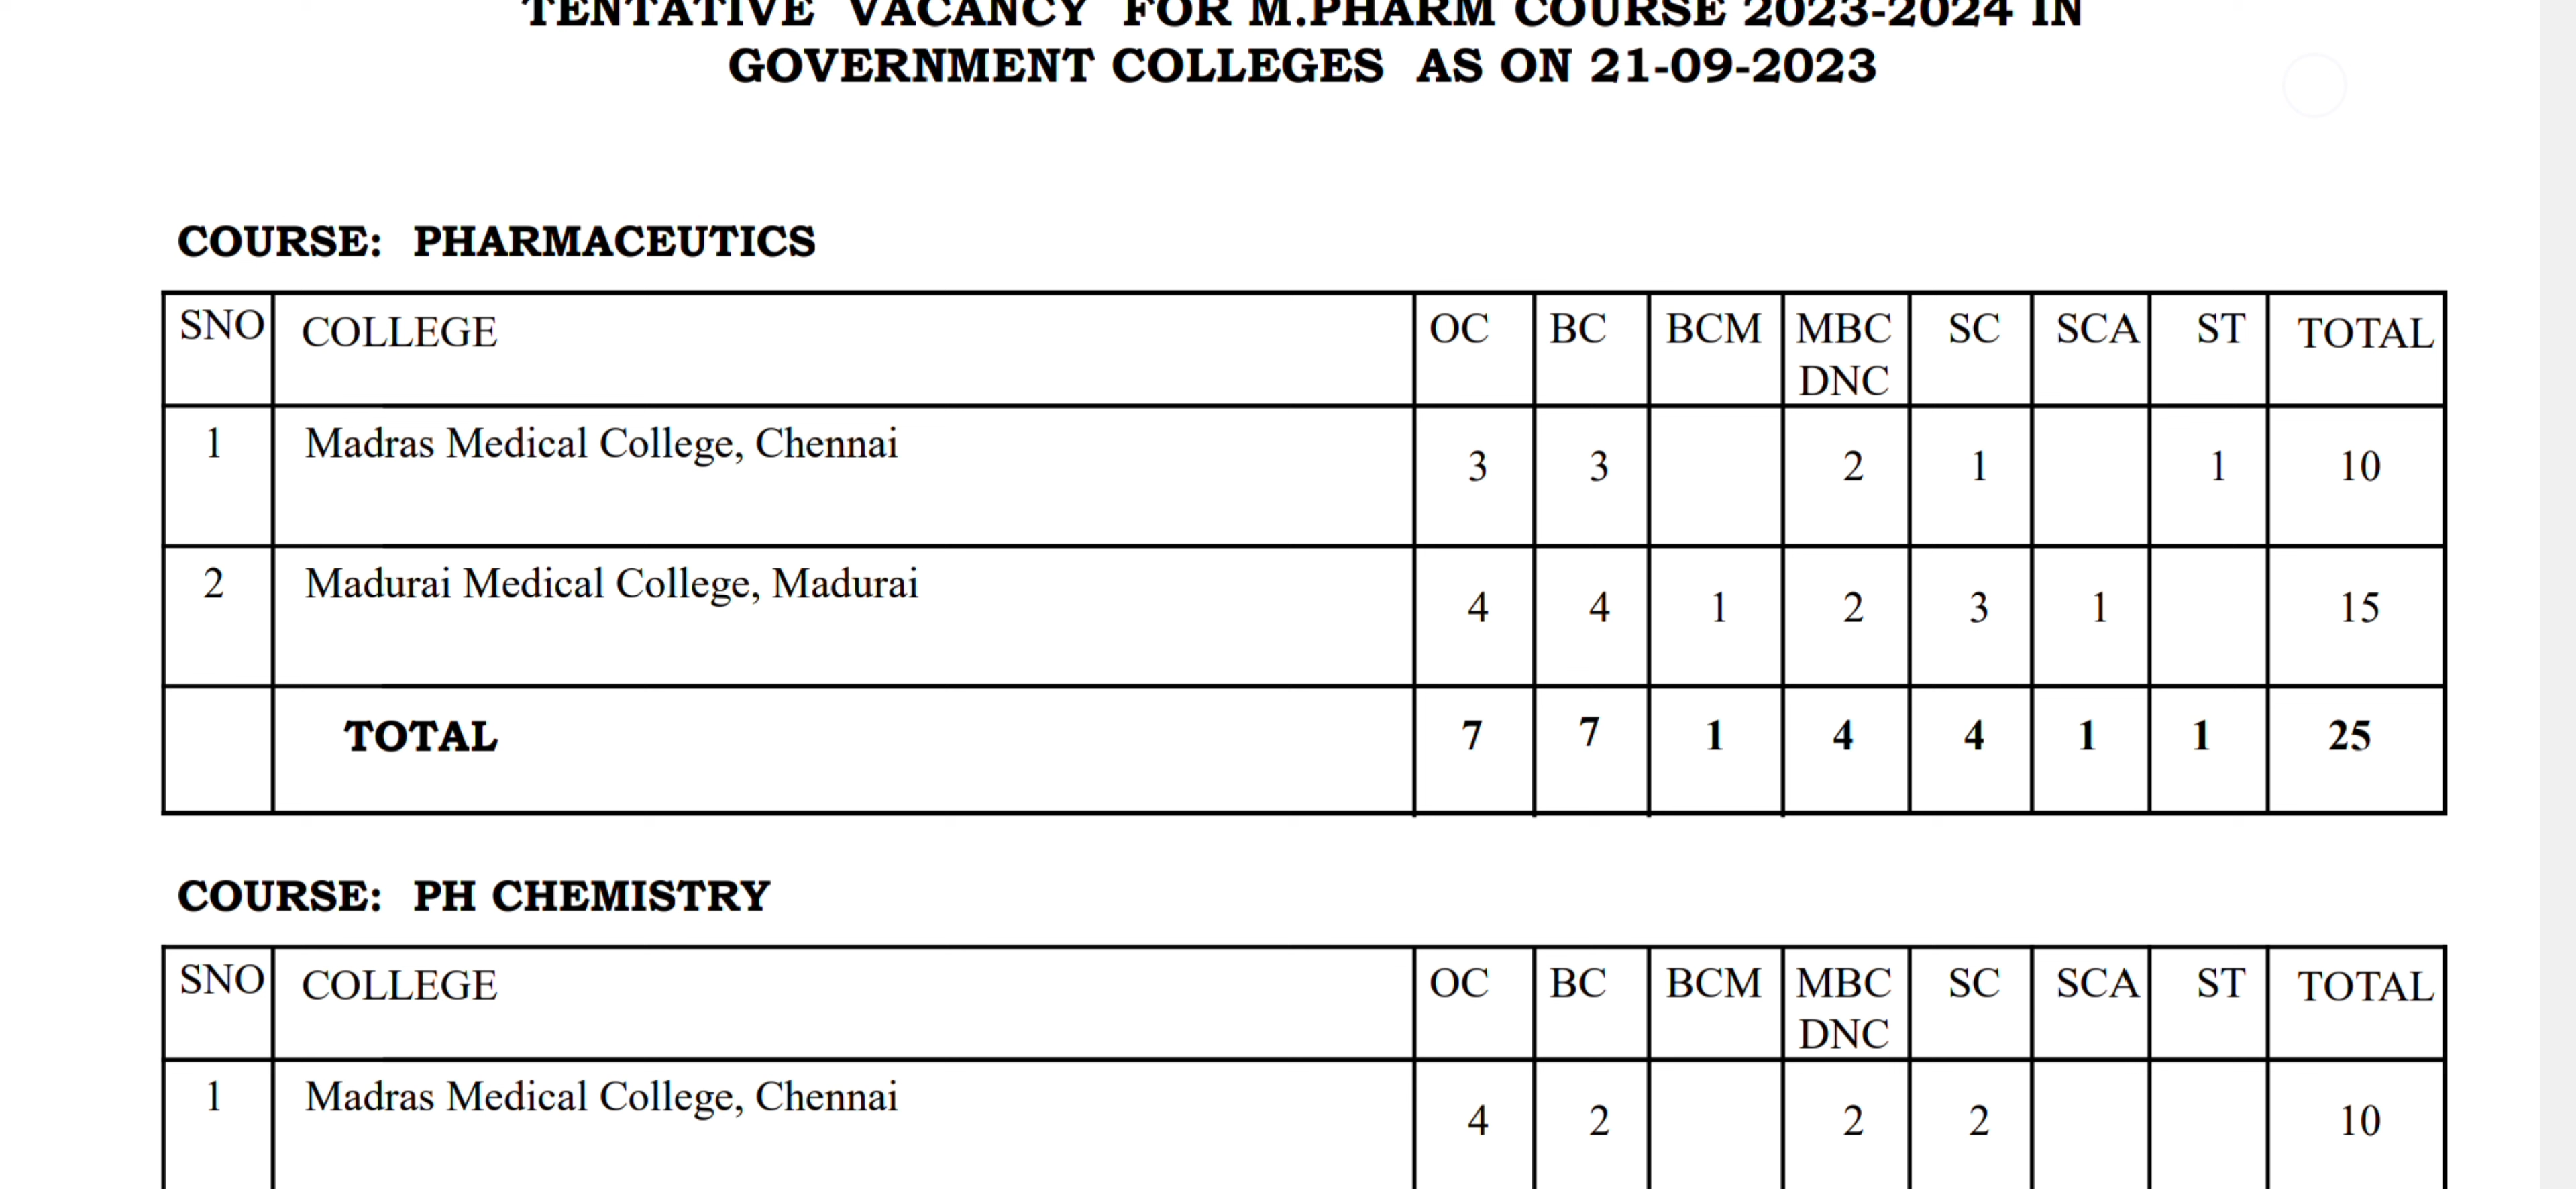 TENTATIVE VACANCY FOR M.PHARM COURSE 2023-2024 IN
GOVERNMENT COLLEGES AS ON 21-09-2023
COURSE: PHARMACEUTICS
SNO COLLEGE OC BC BCM MBC DNC SC SCA ST TOTAL
1 Madras Medical College, Chennai 3 3 2 1 1 10
2 Madurai Medical College, Madurai 4 4 1 2 3 1 15
TOTAL 7 7 1 4 4 1 1 25
COURSE: PH CHEMISTRY
SNO COLLEGE OC BC BCM MBC DNC SC SCA ST TOTAL
1 Madras Medical College, Chennai 4 2 2 2 10